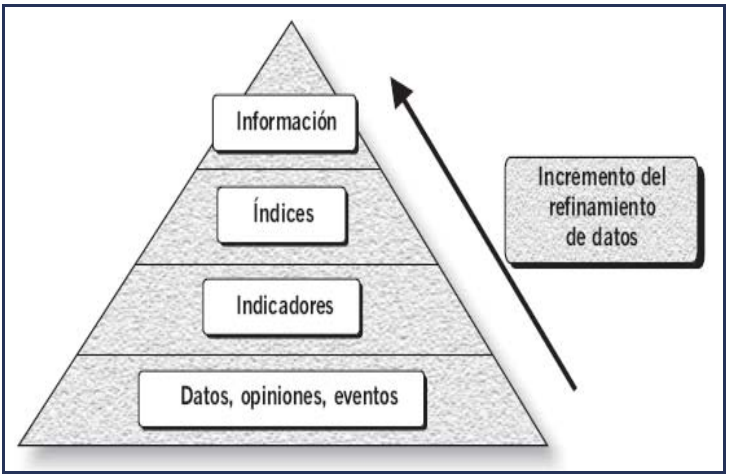 Información
Índices
Indicadores
Datos, opiniones, eventos
Incremento del
refinamiento
de datos